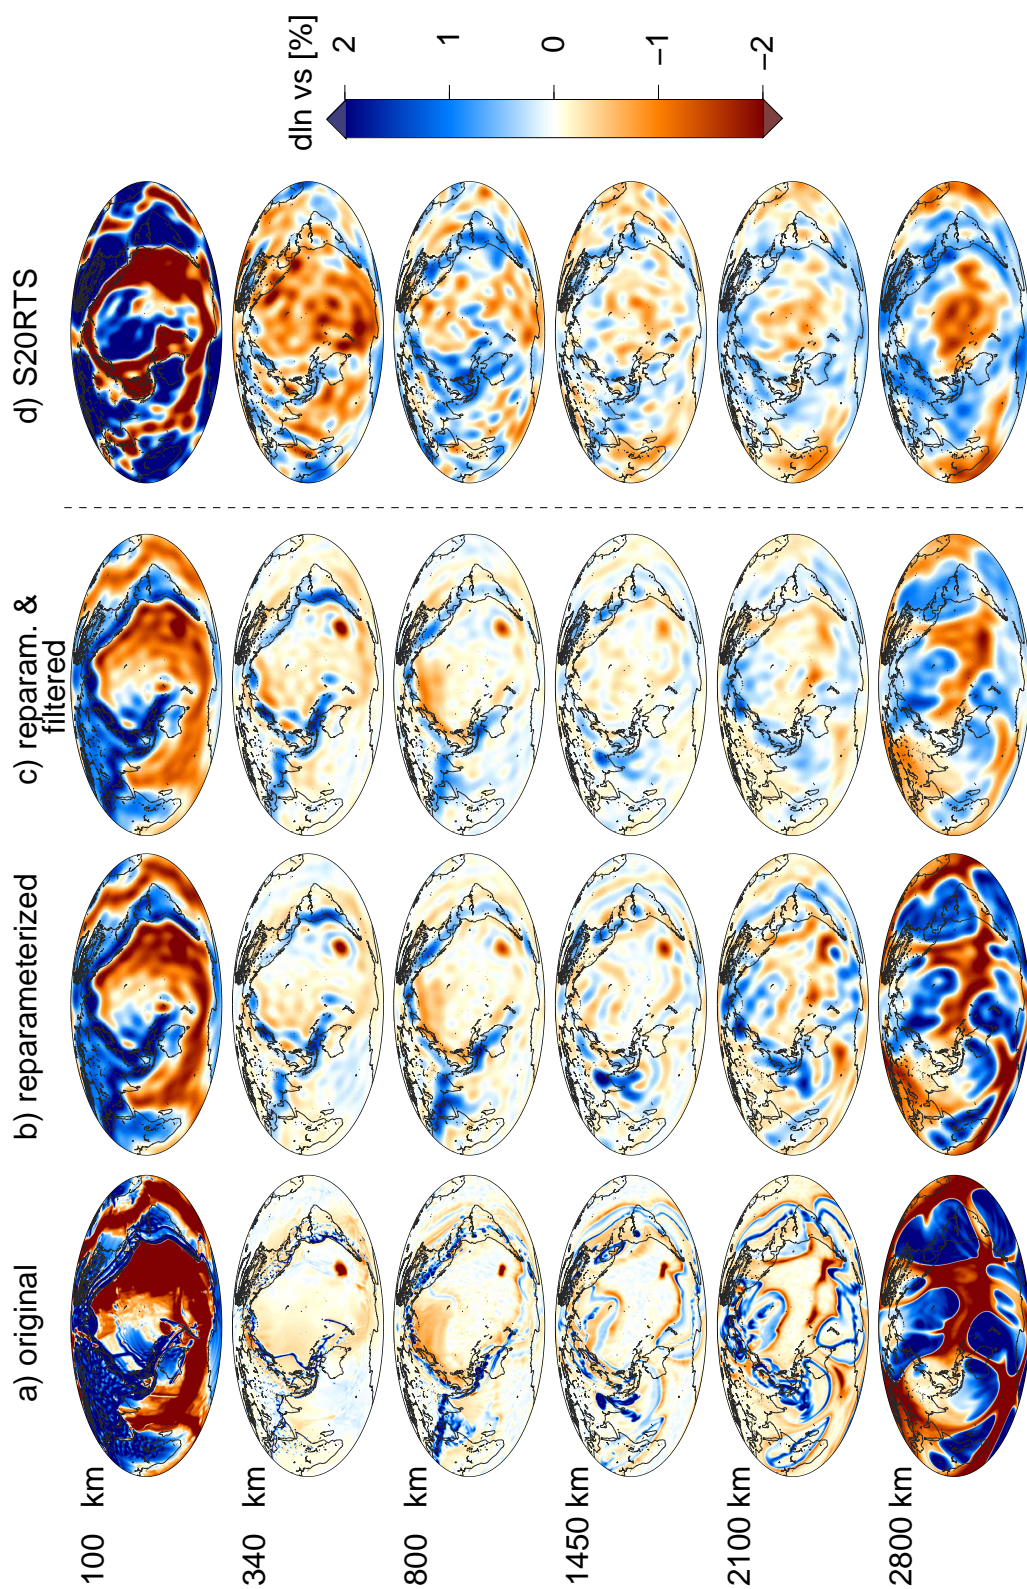 a) original
b) reparameterized
c) reparam. &
filtered
d) S20RTS
100 km
340 km
800 km
1450 km
2100 km
2800 km
dln vs [%]
2
1
0
−1
−2